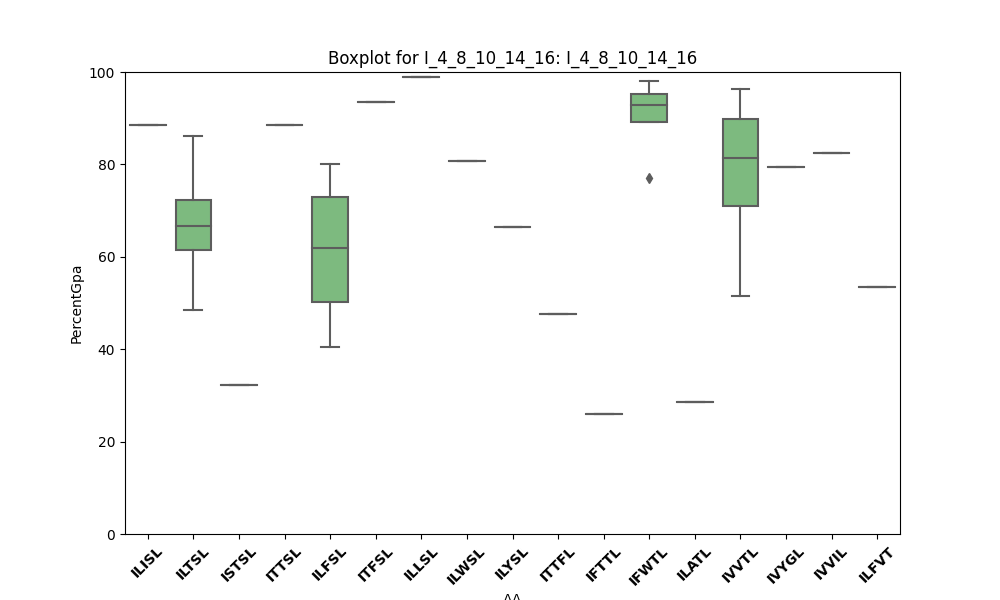 Boxplot for I_4_8_10_14_16: I_4_8_10_14_16
100
80
60
40
20
0
PercentGpa
ILISL
ILTSL
ISTSL
ITTSL
ILFSL
ITFSL
ILLSL
ILWSL
ILYSL
ITTFL
IFTTL
IFWTL
ILATL
IVVTL
IVYGL
IVVIL
ILFVT
AA